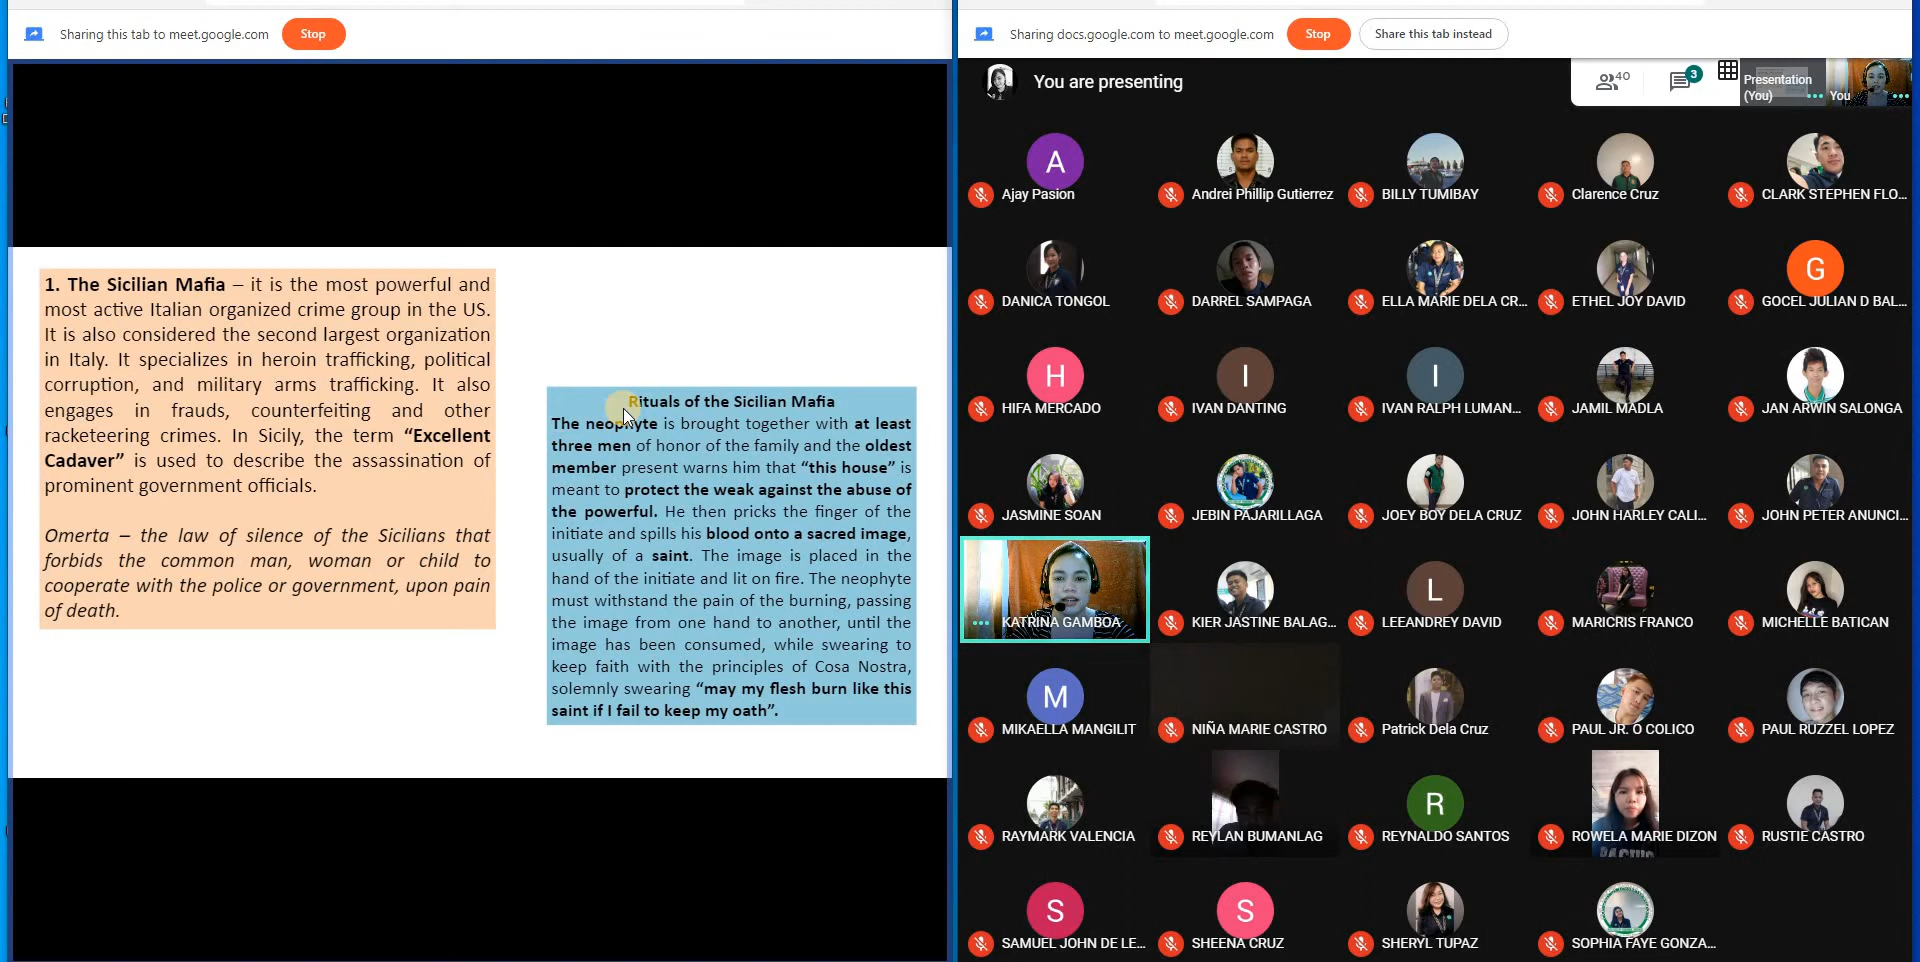 Sharing this tab to meet.google.com
Stop
1. The Sicilian Mafia – it is the most powerful and
most active Italian organized crime group in the US.
It is also considered the second largest organization
in Italy. It specializes in heroin trafficking, political
corruption, and military arms trafficking. It also
engages in frauds, counterfeiting and other
racketeering crimes. In Sicily, the term “Excellent
Cadaver” is used to describe the assassination of
prominent government officials.
Omerta – the law of silence of the Sicilians that
forbids the common man, woman or child to
cooperate with the police or government, upon pain
of death.
Rituals of the Sicilian Mafia
The neophyte is brought together with at least
three men of honor of the family and the oldest
member present warns him that “this house” is
meant to protect the weak against the abuse of
the powerful. He then pricks the finger of the
initiate and spills his blood onto a sacred image,
usually of a saint. The image is placed in the
hand of the initiate and lit on fire. The neophyte
must withstand the pain of the burning, passing
the image from one hand to another, until the
image has been consumed, while swearing to
keep faith with the principles of Cosa Nostra,
solemnly swearing “may my flesh burn like this
saint if I fail to keep my oath”.
Sharing docs.google.com to meet.google.com
Stop
Share this tab instead
You are presenting
40
3
Presentation
(You)
You
A
Ajay Pasion
Andrei Phillip Gutierrez
BILLY TUMIBAY
Clarence Cruz
CLARK STEPHEN FLO...
DANICA TONGOL
DARREL SAMPAGA
ELLA MARIE DELA CR...
ETHEL JOY DAVID
G
GOCEL JULIAN D BAL...
H
HIFA MERCADO
I
IVAN DANTING
I
IVAN RALPH LUMAN...
JAMIL MADLA
JAN ARWIN SALONGA
JASMINE SOAN
JEBIN PAJARILLAGA
JOEY BOY DELA CRUZ
JOHN HARLEY CALI...
JOHN PETER ANUNCI...
KATRINA GAMBOA
KIER JASTINE BALAG...
L
LEEANDREY DAVID
MARICRIS FRANCO
MICHELLE BATICAN
M
MIKAELLA MANGILIT
NIÑA MARIE CASTRO
Patrick Dela Cruz
PAUL JR. O COLICO
PAUL RUZZEL LOPEZ
RAYMARK VALENCIA
REYLAN BUMANLAG
R
REYNALDO SANTOS
ROWELA MARIE DIZON
RUSTIE CASTRO
S
SAMUEL JOHN DE LE...
S
SHEENA CRUZ
SHERYL TUPAZ
SOPHIA FAYE GONZA...